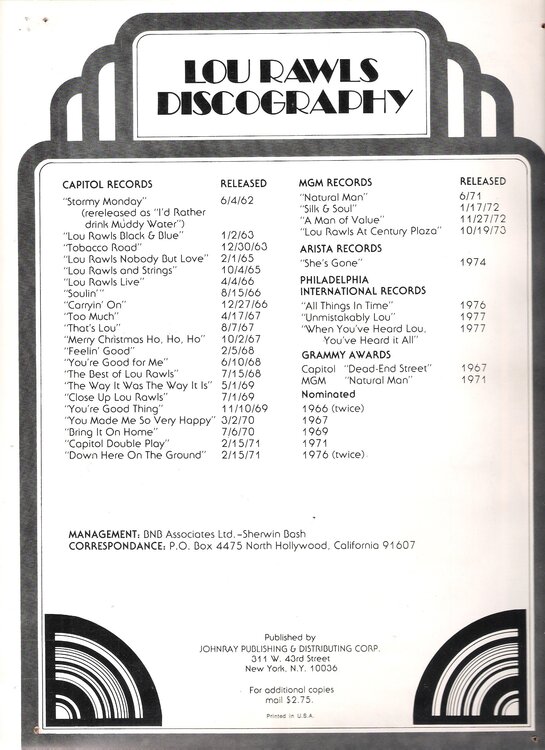 LOU RAWLS
DISCOGRAPHY
CAPITOL RECORDS RELEASED
"Stormy Monday" 6/4/62
(rereleased as "I'd Rather
drink Muddy Water")
"Lou Rawls Black & Blue" 1/2/63
"Tobacco Road" 12/30/63
"Lou Rawls Nobody But Love" 2/1/65
"Lou Rawls and Strings" 10/4/65
"Lou Rawls Live" 4/4/66
"Soulin'" 8/15/66
"Carryin' On" 12/27/66
"Too Much" 4/17/67
"That's Lou" 8/7/67
"Merry Christmas Ho, Ho, Ho" 10/2/67
"Feelin' Good" 2/5/68
"You're Good for Me" 6/10/68
"The Best of Lou Rawls" 7/15/68
"The Way It Was The Way It Is" 5/1/69
"Close Up Lou Rawls" 7/1/69
"You're Good Thing" 11/10/69
"You Made Me So Very Happy" 3/2/70
"Bring It On Home" 7/6/70
"Capitol Double Play" 2/15/71
"Down Here On The Ground" 2/15/71
MGM RECORDS RELEASED
"Natural Man" 6/71
"Silk & Soul" 1/17/72
"A Man of Value" 11/27/72
"Lou Rawls At Century Plaza" 10/19/73
ARISTA RECORDS
"She's Gone" 1974
PHILADELPHIA
INTERNATIONAL RECORDS
"All Things In Time" 1976
"Unmistakably Lou" 1977
"When You've Heard Lou, 1977
You've Heard it All"
GRAMMY AWARDS
Capitol "Dead-End Street" 1967
MGM "Natural Man" 1971
Nominated
1966 (twice)
1967
1969
1971
1976 (twice)
MANAGEMENT: BNB Associates Ltd.–Sherwin Bash
CORRESPONDANCE: P.O. Box 4475 North Hollywood, California 91607
Published by
JOHNRAY PUBLISHING & DISTRIBUTING CORP.
311 W. 43rd Street
New York, N.Y. 10036
For additional copies
mail $2.75.
Printed in U.S.A.